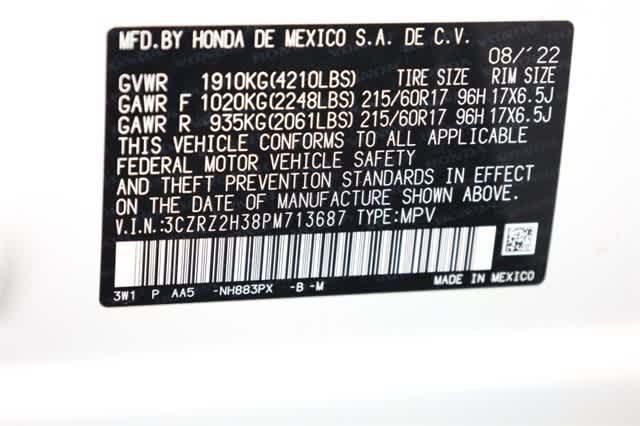 MFD.BY HONDA DE MEXICO S.A. DE C.V.
08/´22
GVWR 1910KG(4210LBS) TIRE SIZE RIM SIZE
GAWR F 1020KG(2248LBS) 215/60R17 96H 17X6.5J
GAWR R 935KG(2061LBS) 215/60R17 96H 17X6.5J
THIS VEHICLE CONFORMS TO ALL APPLICABLE
FEDERAL MOTOR VEHICLE SAFETY
AND THEFT PREVENTION STANDARDS IN EFFECT
ON THE DATE OF MANUFACTURE SHOWN ABOVE.
V.I.N.:3CZRZ2H38PM713687 TYPE:MPV
3W1 P AA5 -NH883PX -B -M
MADE IN MEXICO